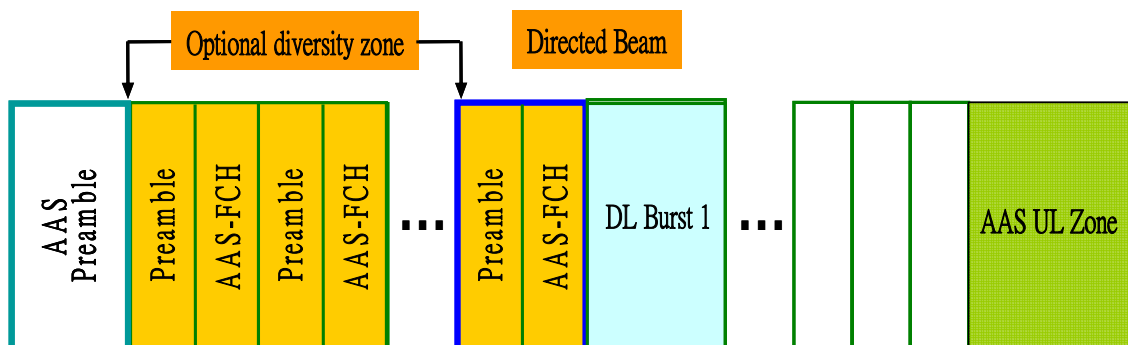 Optional diversity zone
Directed Beam
AAS
Preamble
Preamble
AAS-FCH
Preamble
AAS-FCH
...
Preamble
AAS-FCH
DL Burst 1
...
AAS UL Zone